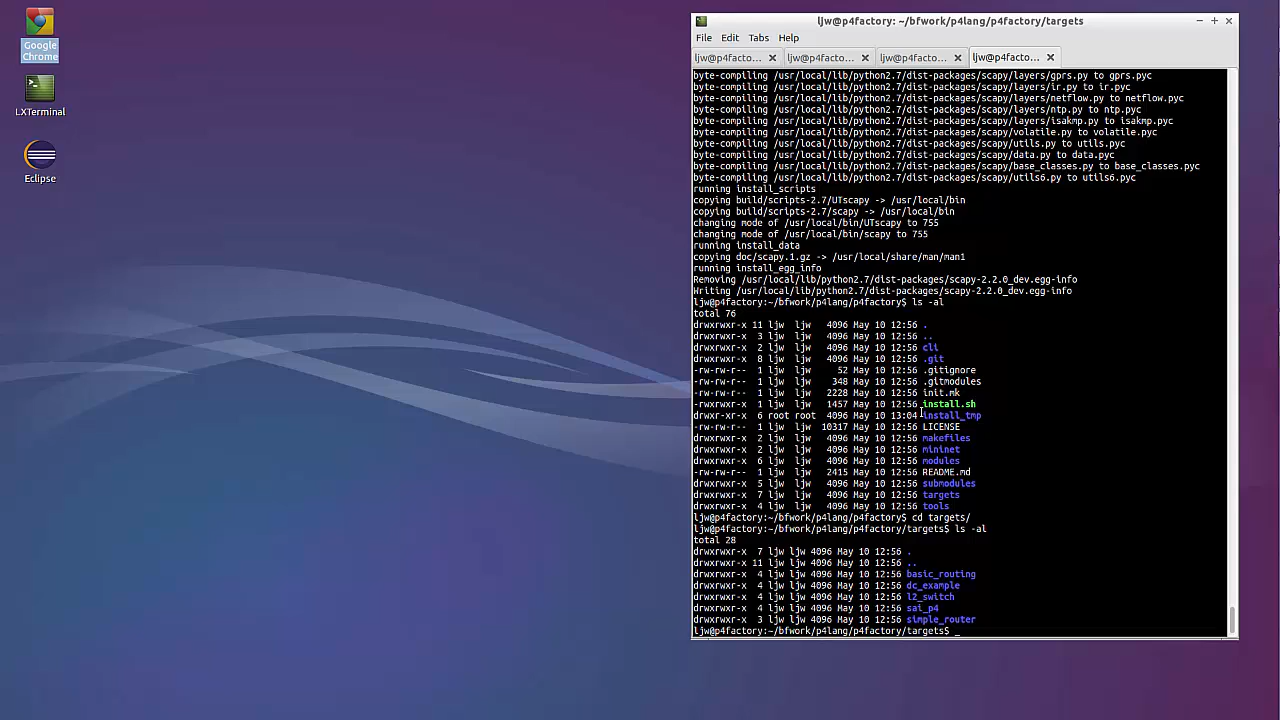 Google
Chrome
LXTerminal
Eclipse
ljw@p4factory: ~/bfwork/p4lang/p4factory/targets
File Edit Tabs Help
ljw@p4facto... ljw@p4facto... ljw@p4facto... ljw@p4facto...
byte-compiling /usr/local/lib/python2.7/dist-packages/scapy/layers/gprs.py to gprs.pyc
byte-compiling /usr/local/lib/python2.7/dist-packages/scapy/layers/ir.py to ir.pyc
byte-compiling /usr/local/lib/python2.7/dist-packages/scapy/layers/netflow.py to netflow.pyc
byte-compiling /usr/local/lib/python2.7/dist-packages/scapy/layers/ntp.py to ntp.pyc
byte-compiling /usr/local/lib/python2.7/dist-packages/scapy/layers/isakmp.py to isakmp.pyc
byte-compiling /usr/local/lib/python2.7/dist-packages/scapy/volatile.py to volatile.pyc
byte-compiling /usr/local/lib/python2.7/dist-packages/scapy/utils.py to utils.pyc
byte-compiling /usr/local/lib/python2.7/dist-packages/scapy/data.py to data.pyc
byte-compiling /usr/local/lib/python2.7/dist-packages/scapy/base_classes.py to base_classes.pyc
byte-compiling /usr/local/lib/python2.7/dist-packages/scapy/utils6.py to utils6.pyc
running install_scripts
copying build/scripts-2.7/UTscapy -> /usr/local/bin
copying build/scripts-2.7/scapy -> /usr/local/bin
changing mode of /usr/local/bin/UTscapy to 755
changing mode of /usr/local/bin/scapy to 755
running install_data
copying doc/scapy.1.gz -> /usr/local/share/man/man1
running install_egg_info
Removing /usr/local/lib/python2.7/dist-packages/scapy-2.2.0_dev.egg-info
Writing /usr/local/lib/python2.7/dist-packages/scapy-2.2.0_dev.egg-info
ljw@p4factory:~/bfwork/p4lang/p4factory$ ls -al
total 76
drwxrwxr-x 11 ljw ljw 4096 May 10 12:56 .
drwxrwxr-x 3 ljw ljw 4096 May 10 12:56 ..
drwxrwxr-x 2 ljw ljw 4096 May 10 12:56 cli
drwxrwxr-x 8 ljw ljw 4096 May 10 12:56 .git
-rw-rw-r-- 1 ljw ljw 52 May 10 12:56 .gitignore
-rw-rw-r-- 1 ljw ljw 348 May 10 12:56 .gitmodules
-rw-rw-r-- 1 ljw ljw 2228 May 10 12:56 init.mk
-rwxrwxr-x 1 ljw ljw 1457 May 10 12:56 install.sh
drwxr-xr-x 6 root root 4096 May 10 13:04 install_tmp
-rw-rw-r-- 1 ljw ljw 10317 May 10 12:56 LICENSE
drwxrwxr-x 2 ljw ljw 4096 May 10 12:56 makefiles
drwxrwxr-x 2 ljw ljw 4096 May 10 12:56 mininet
drwxrwxr-x 6 ljw ljw 4096 May 10 12:56 modules
-rw-rw-r-- 1 ljw ljw 2415 May 10 12:56 README.md
drwxrwxr-x 5 ljw ljw 4096 May 10 12:56 submodules
drwxrwxr-x 7 ljw ljw 4096 May 10 12:56 targets
drwxrwxr-x 4 ljw ljw 4096 May 10 12:56 tools
ljw@p4factory:~/bfwork/p4lang/p4factory$ cd targets/
ljw@p4factory:~/bfwork/p4lang/p4factory/targets$ ls -al
total 28
drwxrwxr-x 7 ljw ljw 4096 May 10 12:56 .
drwxrwxr-x 11 ljw ljw 4096 May 10 12:56 ..
drwxrwxr-x 4 ljw ljw 4096 May 10 12:56 basic_routing
drwxrwxr-x 4 ljw ljw 4096 May 10 12:56 dc_example
drwxrwxr-x 4 ljw ljw 4096 May 10 12:56 l2_switch
drwxrwxr-x 4 ljw ljw 4096 May 10 12:56 sai_p4
drwxrwxr-x 3 ljw ljw 4096 May 10 12:56 simple_router
ljw@p4factory:~/bfwork/p4lang/p4factory/targets$ _